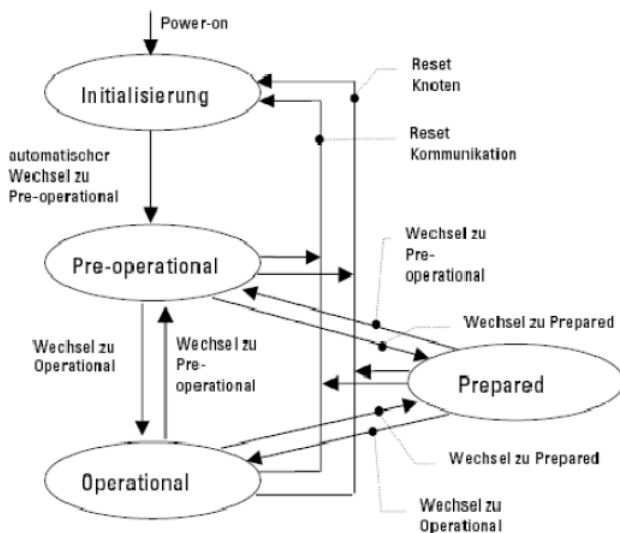 Power-on
Initialisierung
Reset
Knoten
Reset
Kommunikation
automatischer
Wechsel zu
Pre-operational
Pre-operational
Wechsel zu
Pre-
operational
Wechsel zu Prepared
Wechsel zu
Operational
Wechsel zu
Pre-
operational
Prepared
Operational
Wechsel zu Prepared
Wechsel zu
Operational